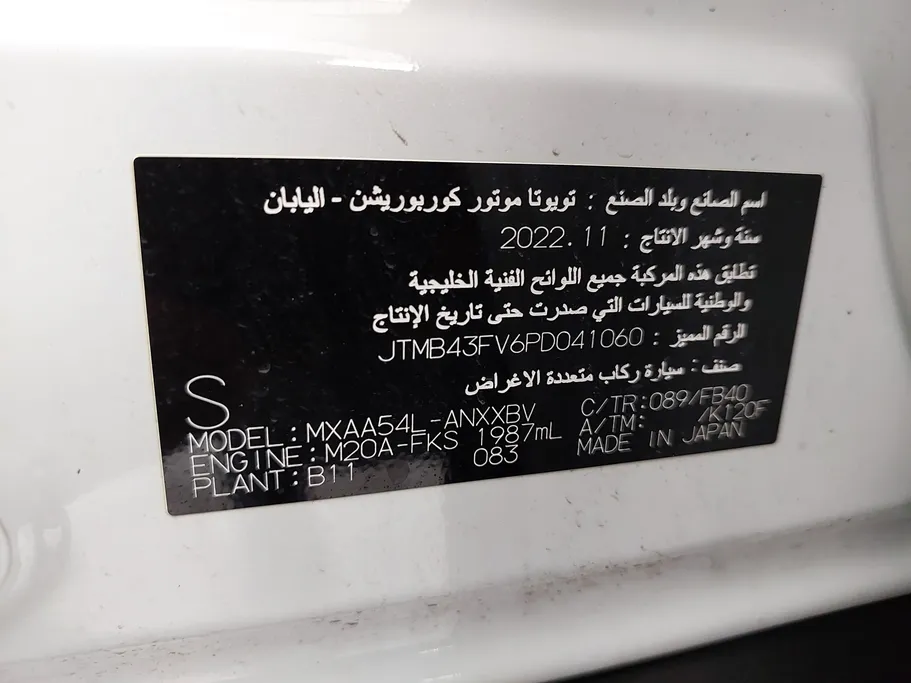 اسم الصانع وبلد الصنع : تويوتا موتور كوربوريشن - اليابان
سنة وشهر الانتاج : 2022.11
تطابق هذه المركبة جميع اللوائح الفنية الخليجية
والوطنية للسيارات التي صدرت حتى تاريخ الإنتاج
الرقم المميز : JTMB43FV6PD041060
صنف : سيارة ركاب متعددة الاغراض
S
MODEL: MXAA54L-ANXXBV C/TR:089/FB40
ENGINE: M20A-FKS 1987mL A/TM: /K120F
PLANT: B11 083 MADE IN JAPAN